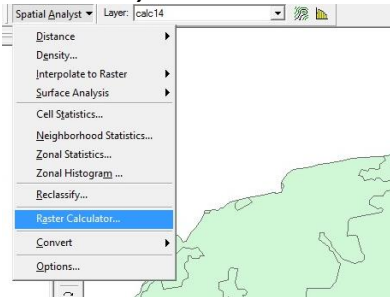 Spatial Analyst Layer: calc14
Distance
Density...
Interpolate to Raster
Surface Analysis
Cell Statistics...
Neighborhood Statistics...
Zonal Statistics...
Zonal Histogram ...
Reclassify...
Raster Calculator...
Convert
Options...